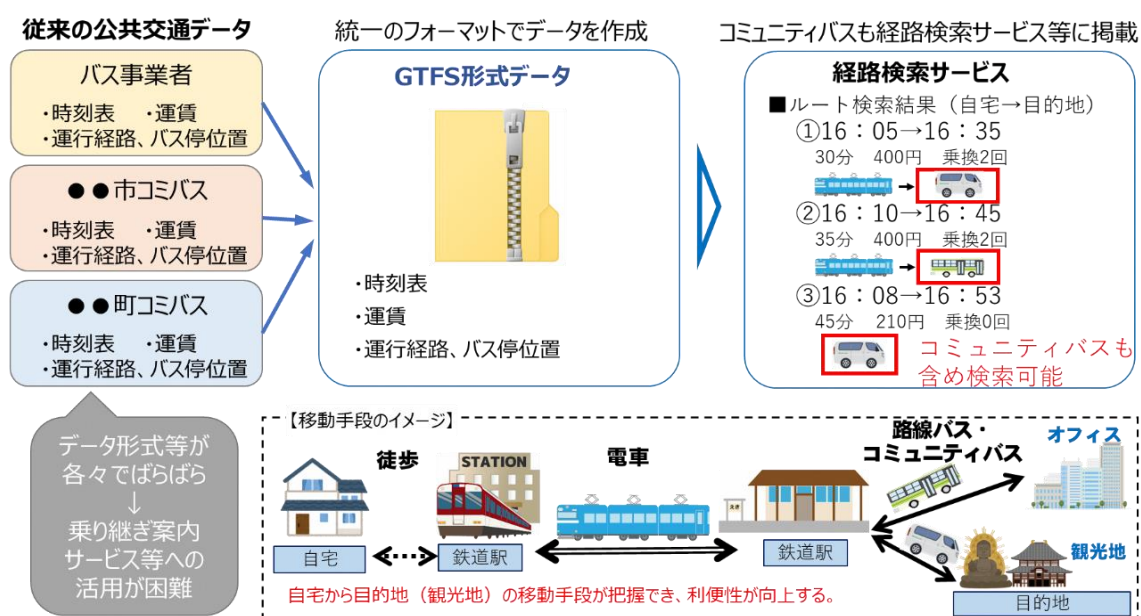 従来の公共交通データ
バス事業者
・時刻表　・運賃
・運行経路、バス停位置
●●市コミバス
・時刻表　・運賃
・運行経路、バス停位置
●●町コミバス
・時刻表　・運賃
・運行経路、バス停位置
データ形式等が
各々でばらばら
↓
乗り継ぎ案内
サービス等への
活用が困難
統一のフォーマットでデータを作成
GTFS形式データ
・時刻表
・運賃
・運行経路、バス停位置
コミュニティバスも経路検索サービス等に掲載
経路検索サービス
■ルート検索結果（自宅→目的地）
①16：05→16：35
30分　400円　乗換2回
②16：10→16：45
35分　400円　乗換2回
③16：08→16：53
45分　210円　乗換0回
コミュニティバスも
含め検索可能
【移動手段のイメージ】
徒歩
STATION
電車
路線バス・
コミュニティバス
オフィス
観光地
自宅
鉄道駅
鉄道駅
目的地
自宅から目的地（観光地）の移動手段が把握でき、利便性が向上する。